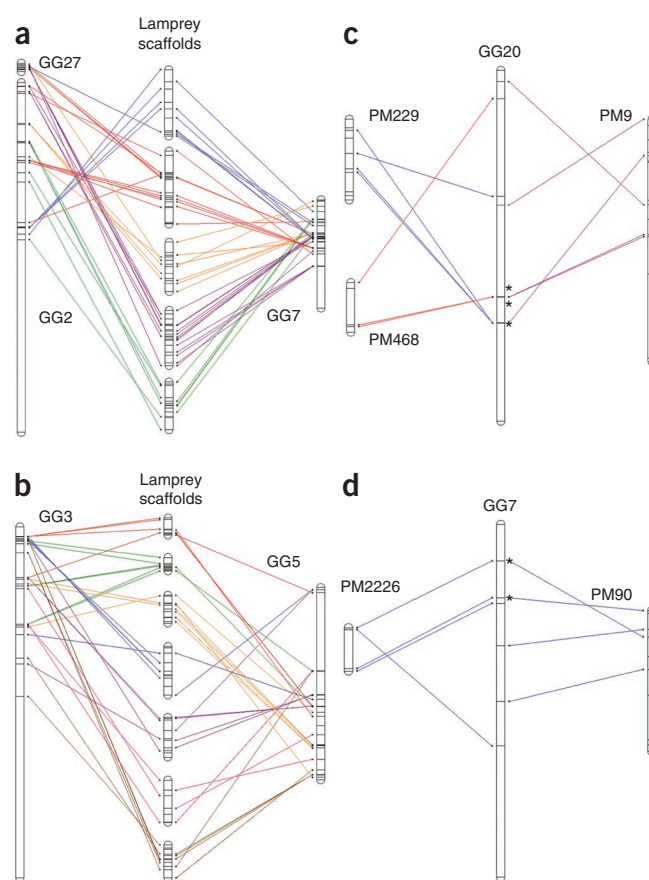 a
Lamprey
scaffolds
GG27
GG2
GG7
c
GG20
PM229
PM9
*
*
*
PM468
b
Lamprey
scaffolds
GG3
GG5
d
GG7
*
PM2226
*
PM90